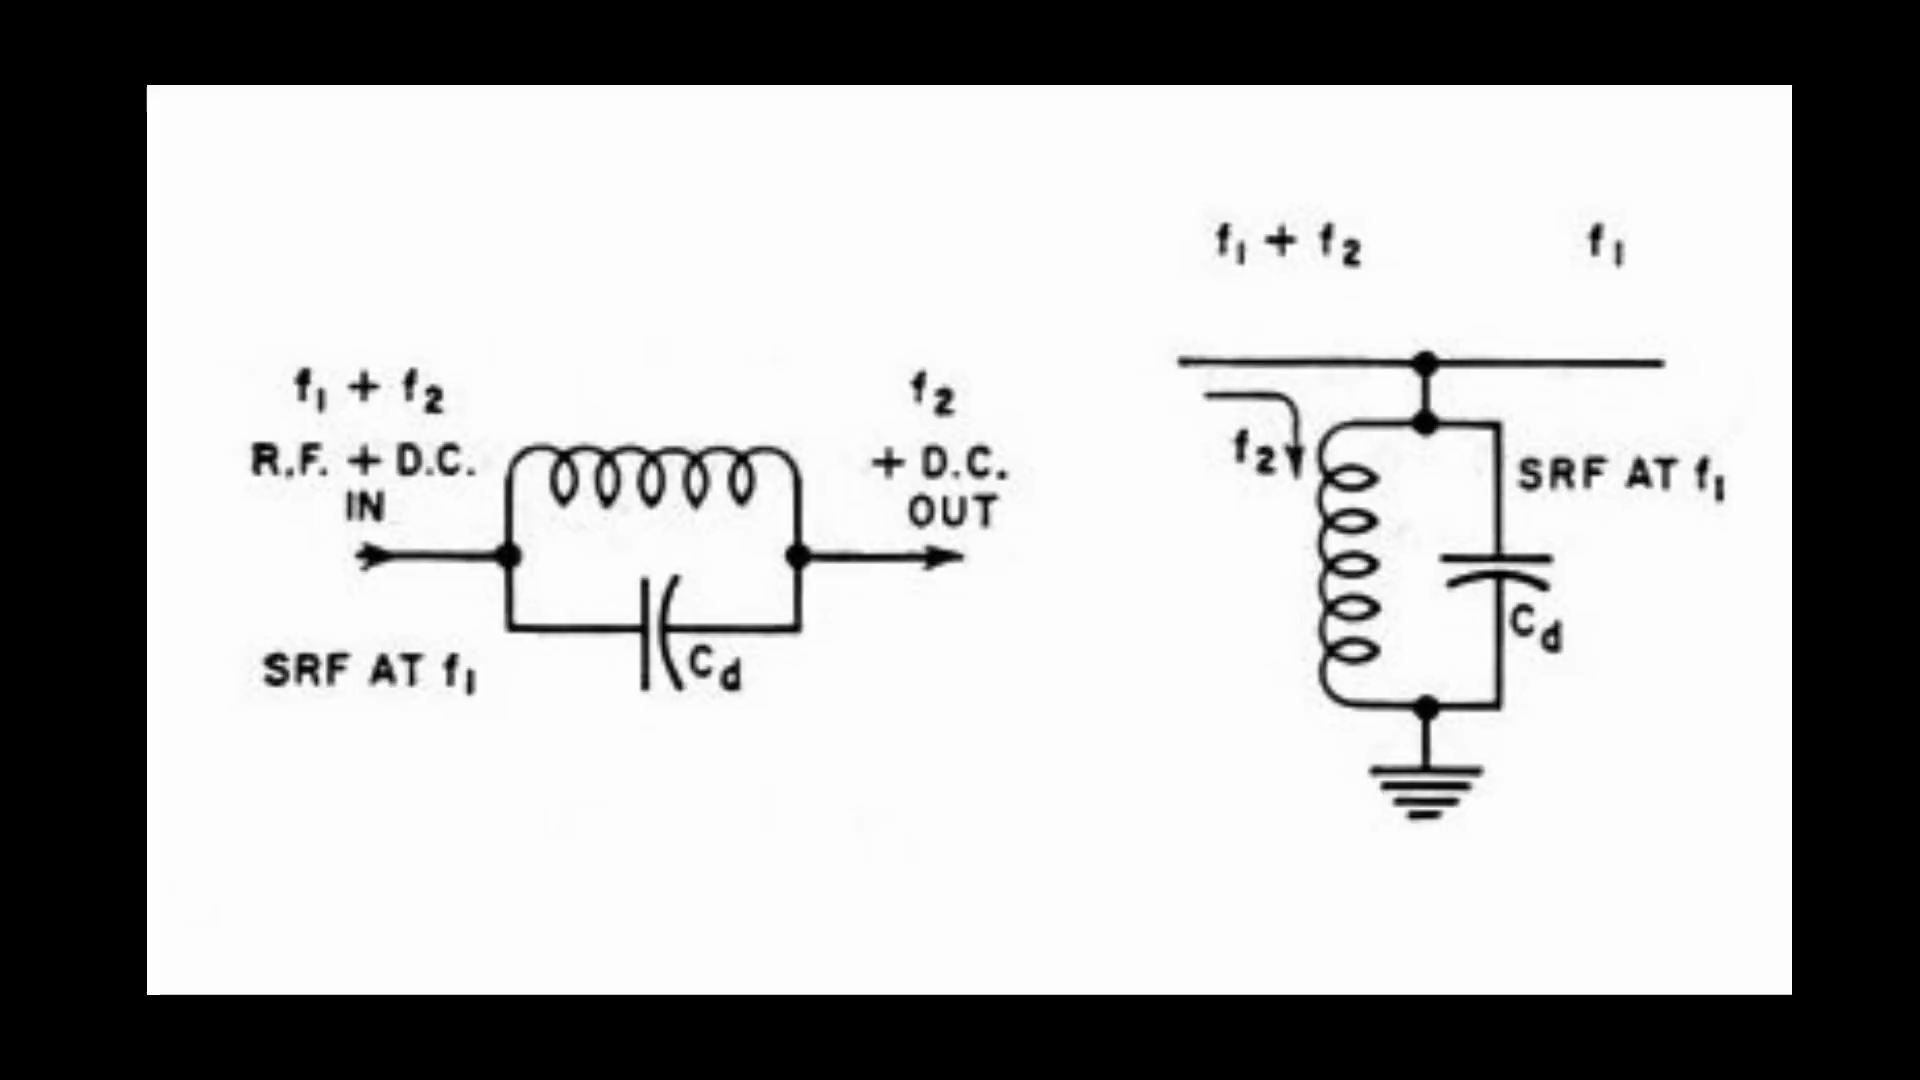 f₁ + f₂
R.F. + D.C.
IN
f₂
+ D.C.
OUT
SRF AT f₁
Cd
f₁ + f₂
f₁
f₂
SRF AT f₁
Cd